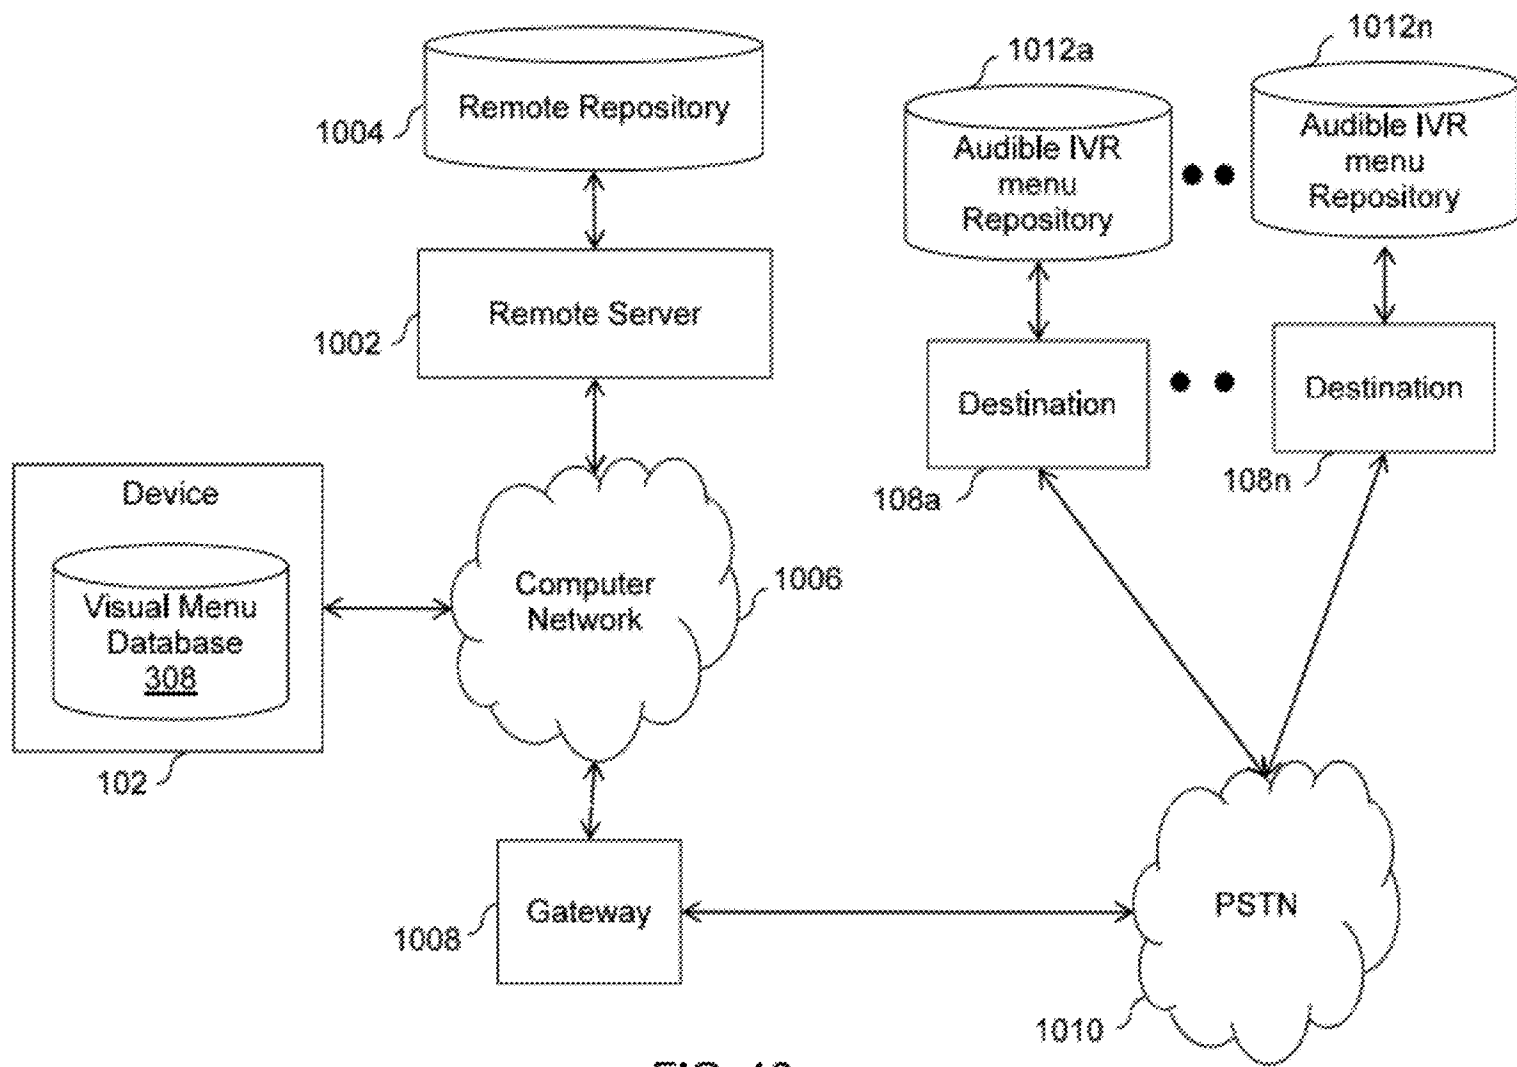 1012n
1012a
Remote Repository
1004
Audible IVR
menu
Repository
Audible IVR
menu
Repository
Remote Server
1002
Destination
Destination
108a
108n
Device
Visual Menu
Database
308
102
Computer
Network
1006
Gateway
1008
PSTN
1010